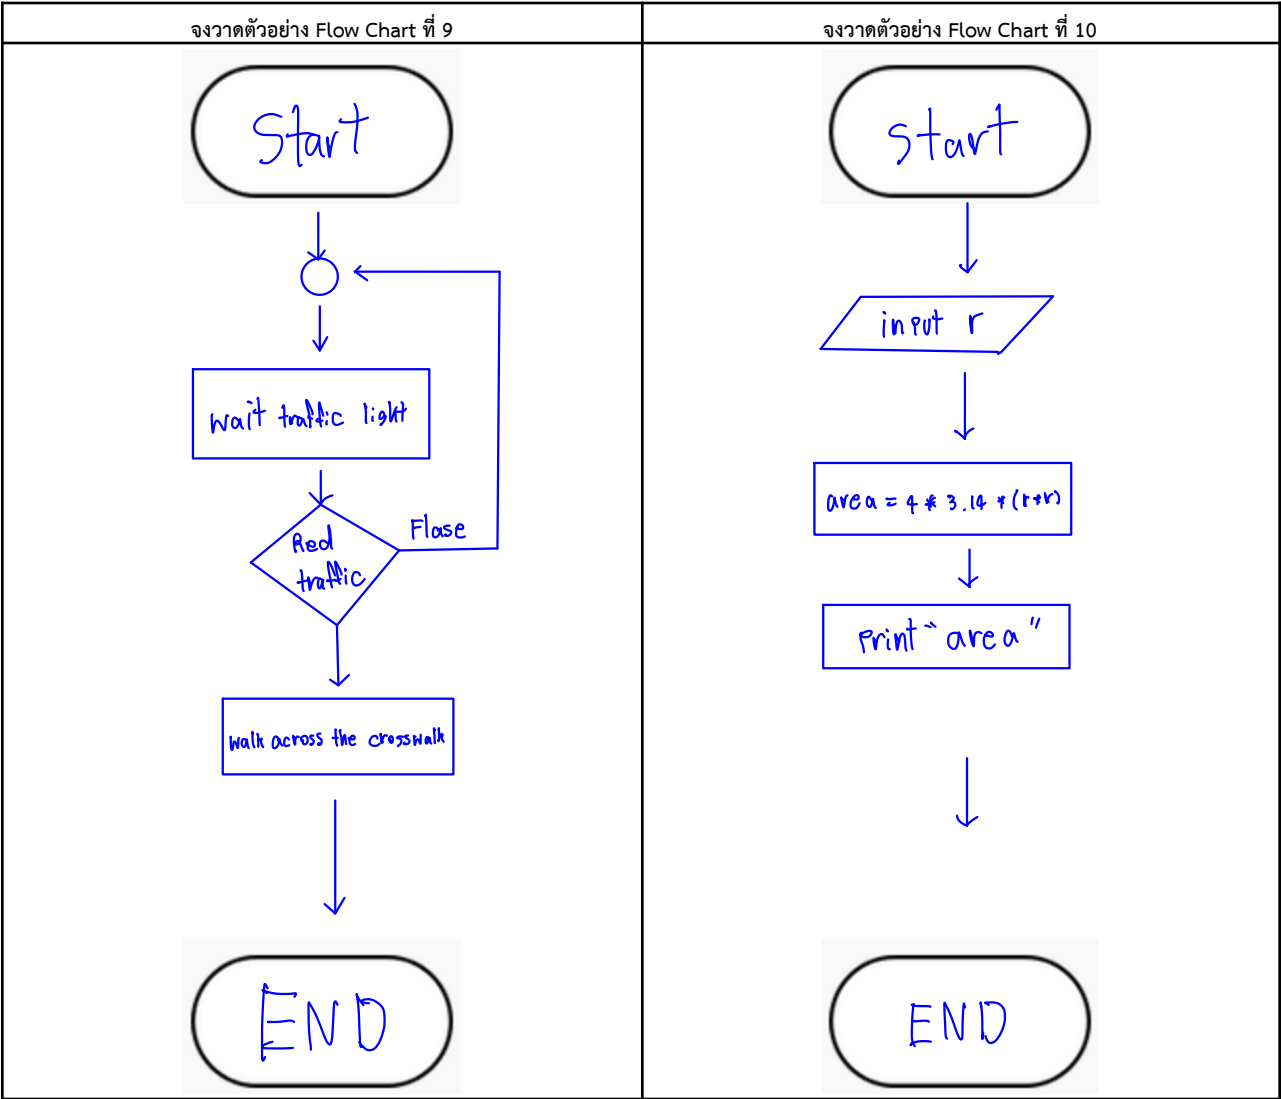 จงวาดตัวอย่าง Flow Chart ที่ 9
Start
wait traffic light
Red
traffic
Flase
walk across the crosswalk
END
จงวาดตัวอย่าง Flow Chart ที่ 10
start
input r
area = 4 * 3.14 * (r*r)
Print "area"
END